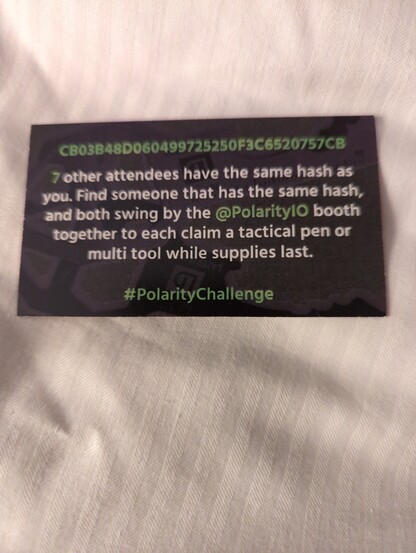 CB03B48D060499725250F3C6520757CB
7 other attendees have the same hash as
you. Find someone that has the same hash,
and both swing by the @PolarityIO booth
together to each claim a tactical pen or
multi tool while supplies last.
#PolarityChallenge